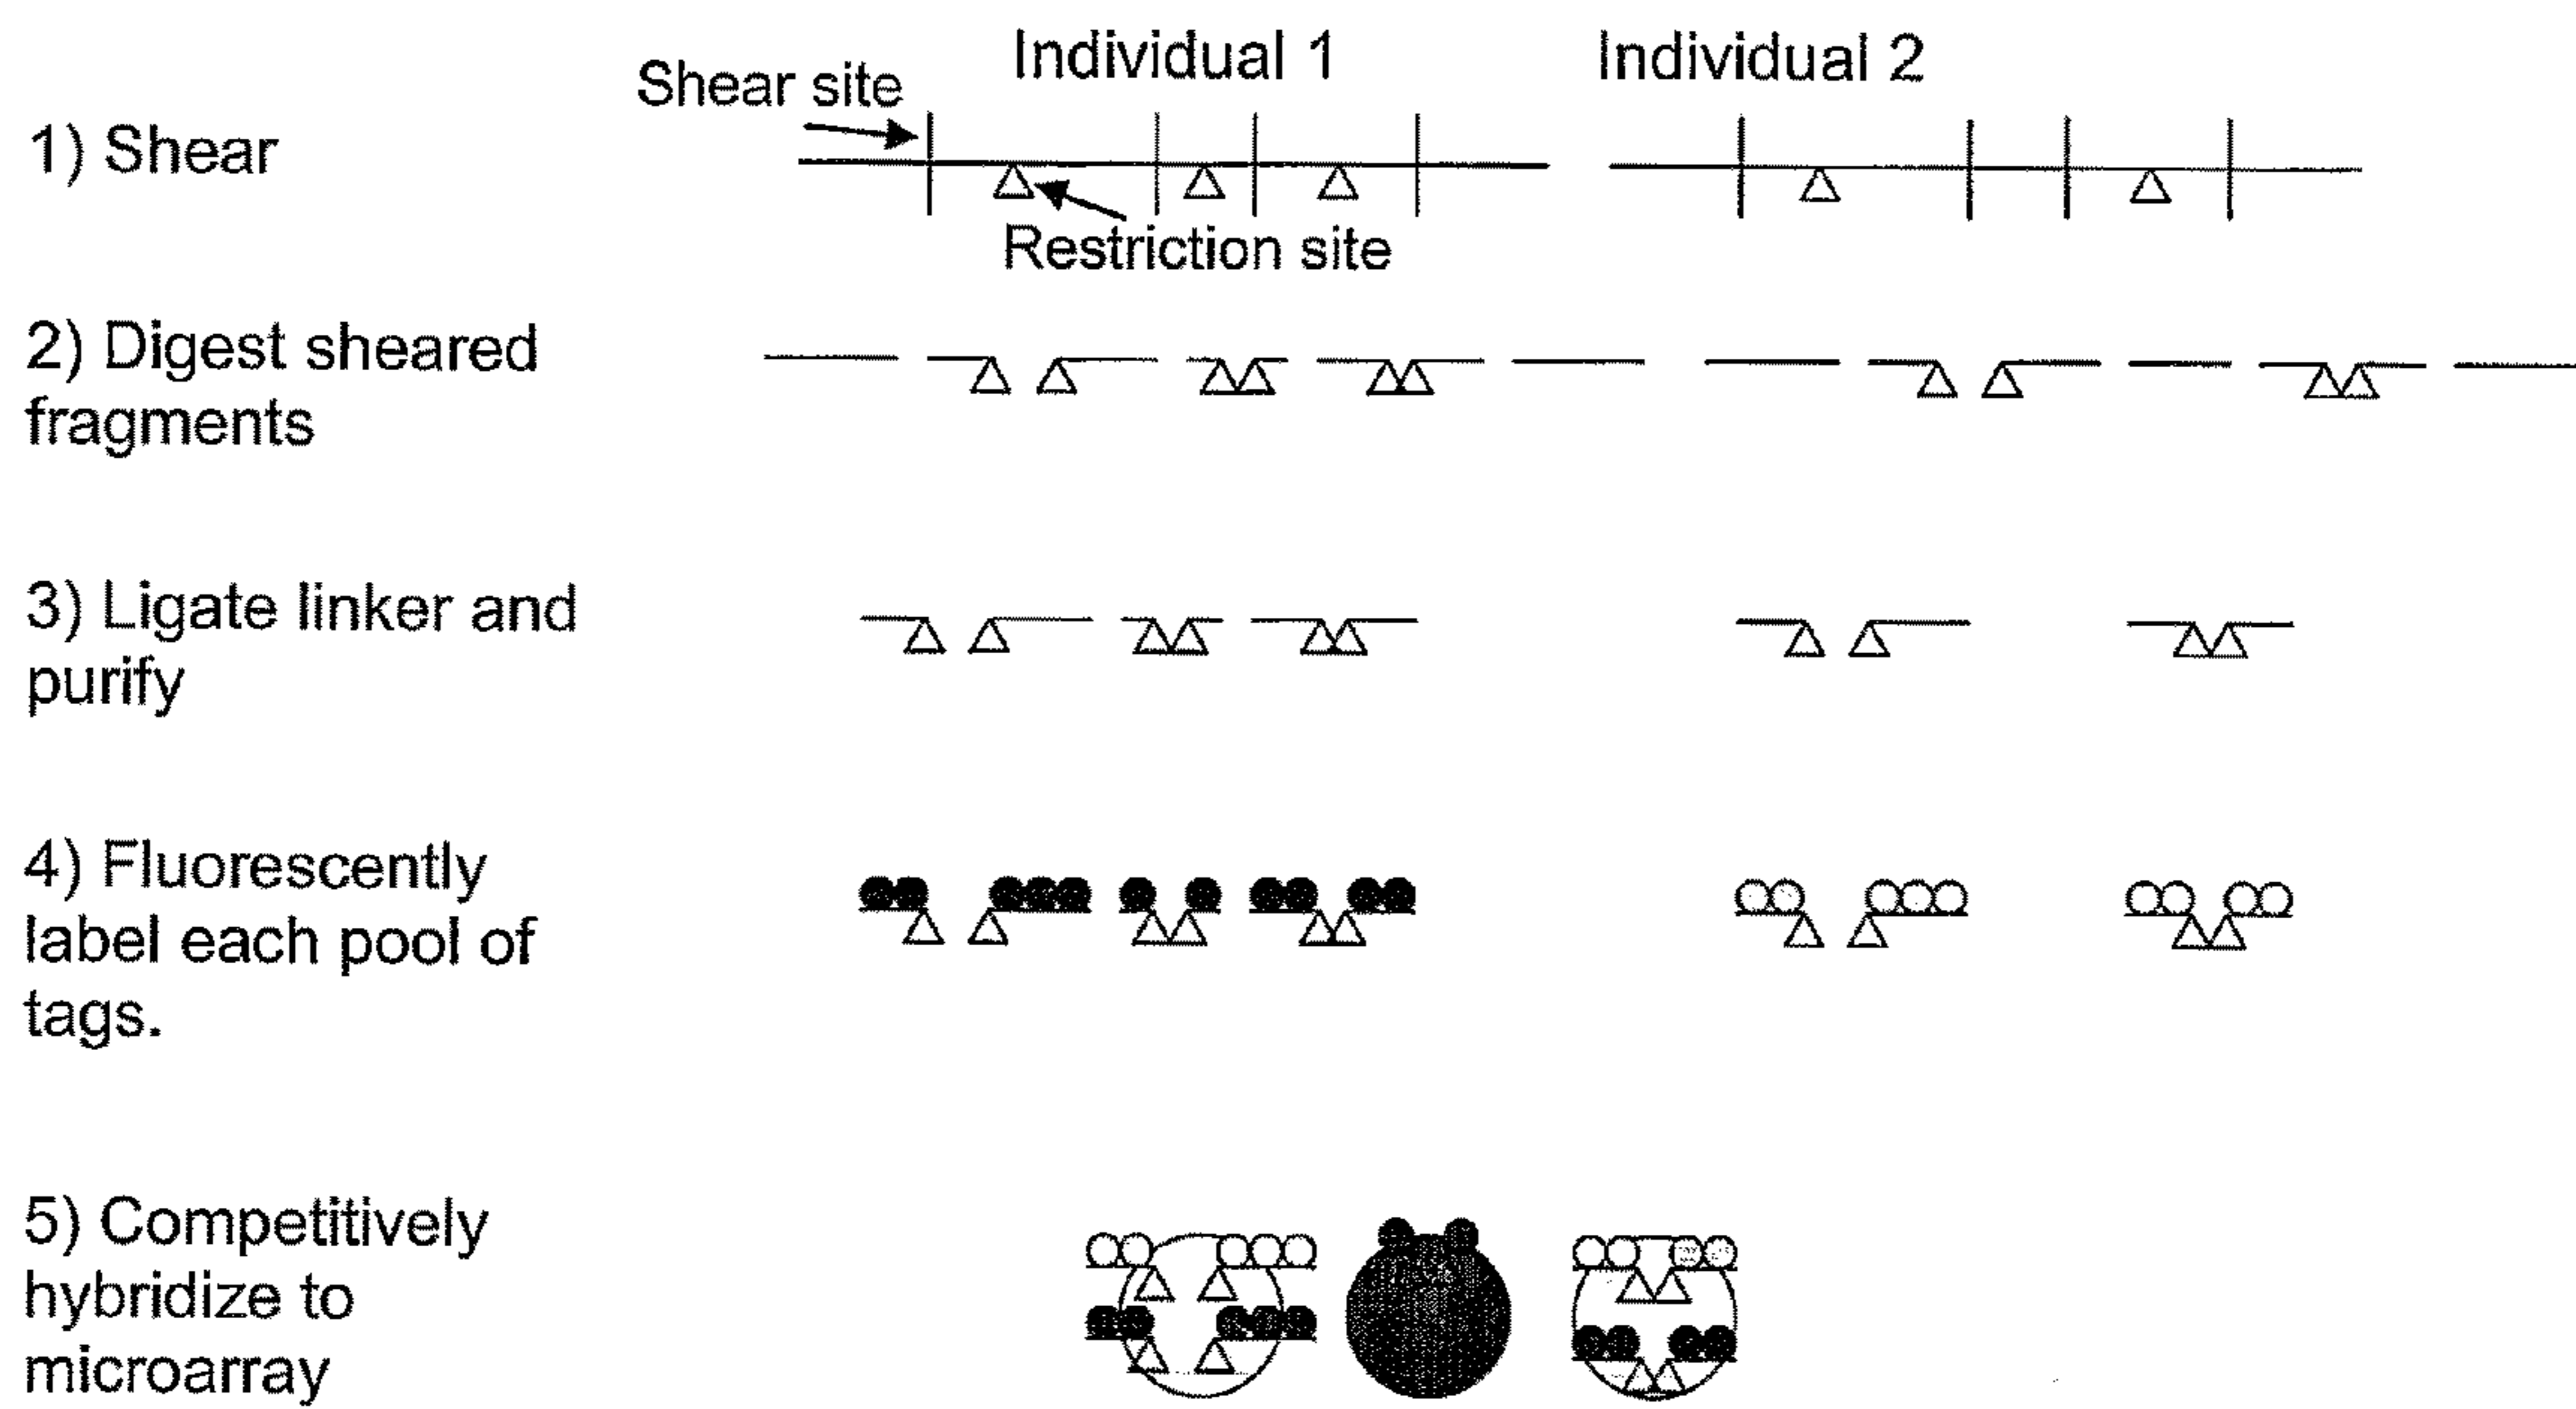 Individual 1
Individual 2
Shear site
1) Shear
Restriction site
2) Digest sheared
fragments
3) Ligate linker and
purify
4) Fluorescently
label each pool of
tags.
5) Competitively
hybridize to
microarray